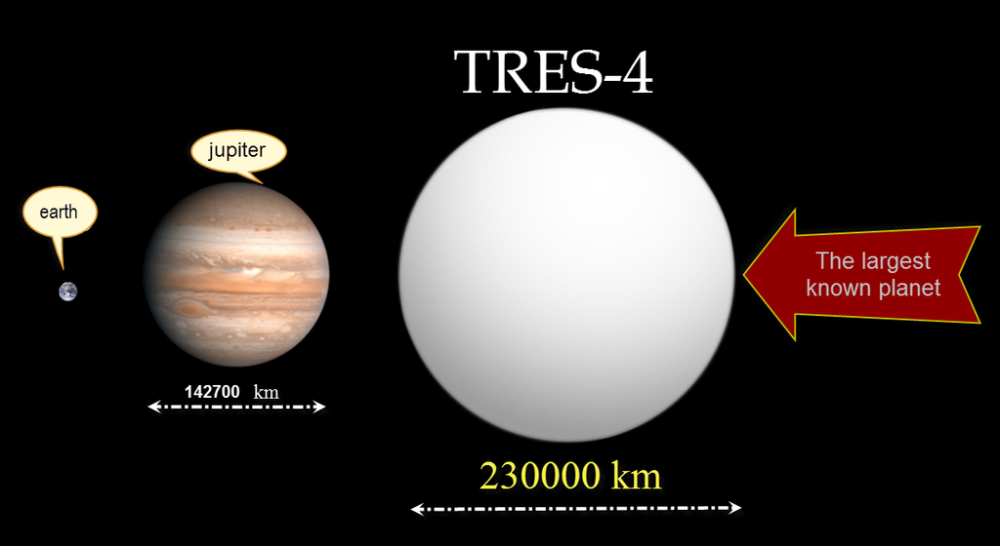 TRES-4
jupiter
earth
The largest
known planet
142700 km
230000 km